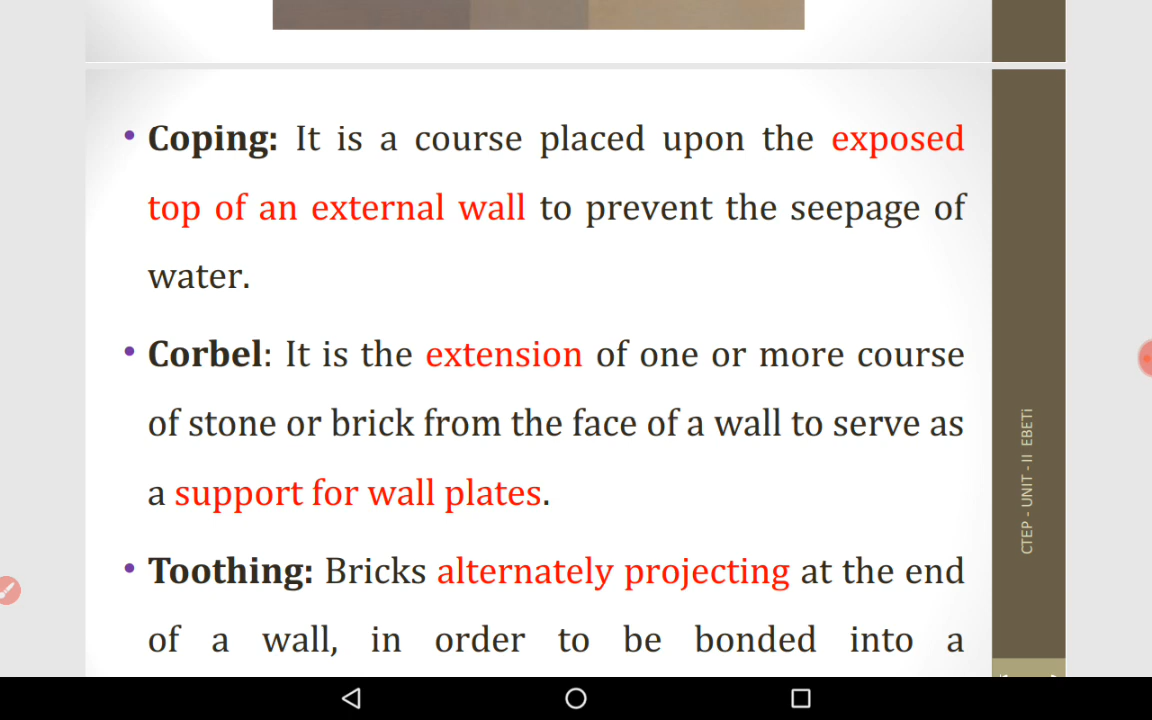 • Coping: It is a course placed upon the exposed
top of an external wall to prevent the seepage of
water.
• Corbel: It is the extension of one or more course
of stone or brick from the face of a wall to serve as
a support for wall plates.
• Toothing: Bricks alternately projecting at the end
of a wall, in order to be bonded into a
CTEP - UNIT - II EBETi